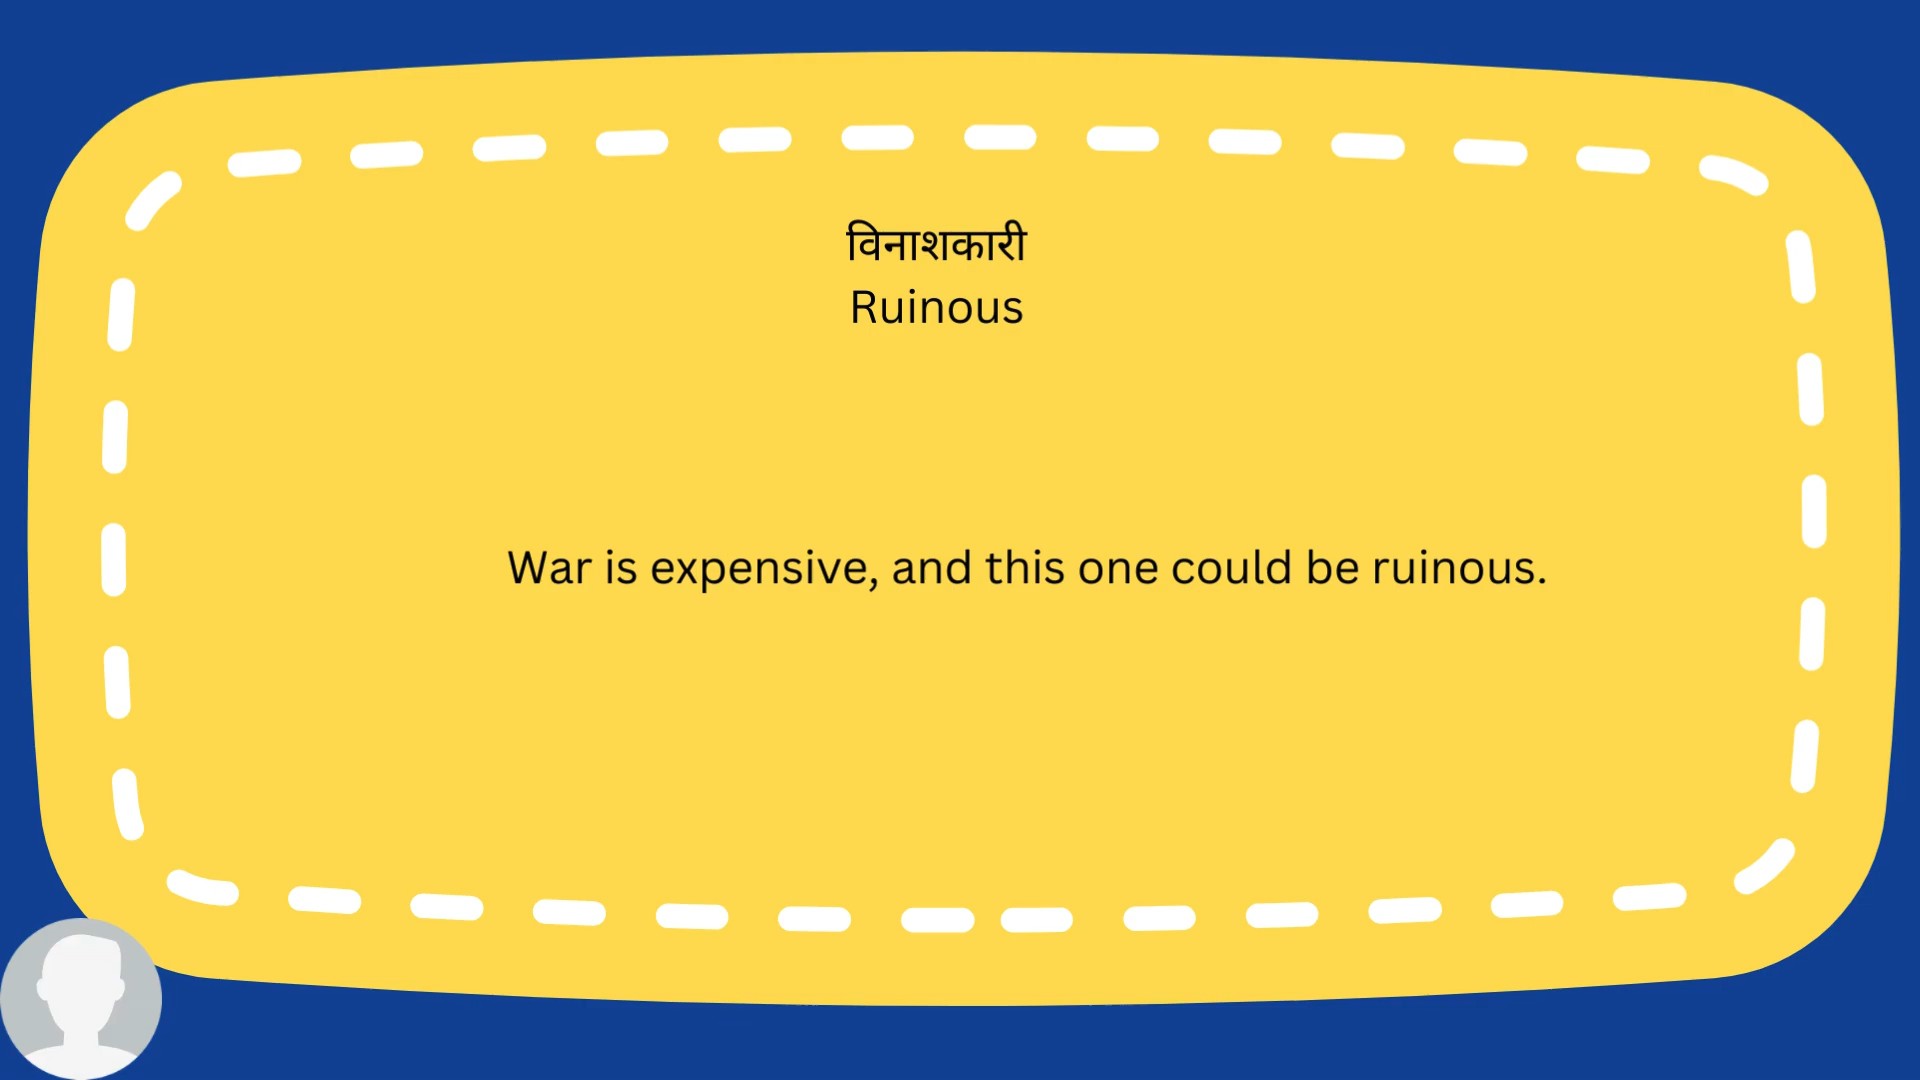 विनाशकारी
Ruinous
War is expensive, and this one could be ruinous.